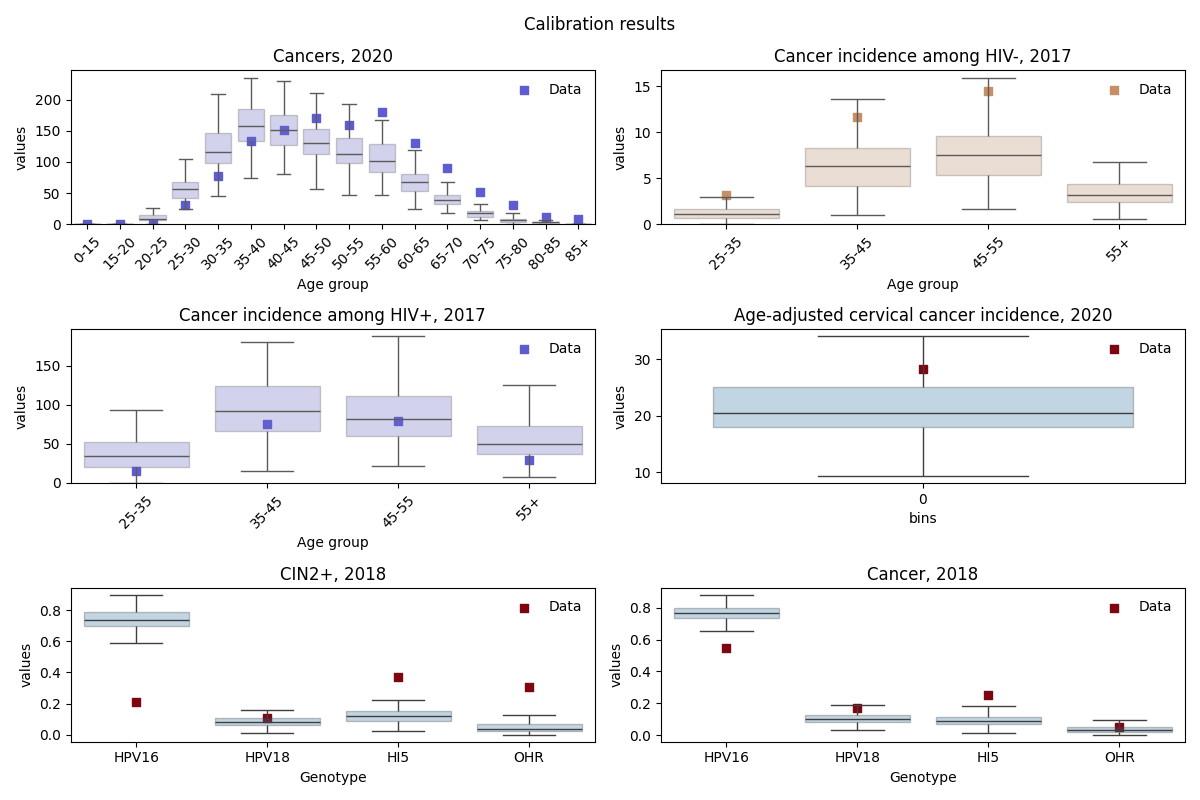 Calibration results
Cancers, 2020
values
200
150
100
50
0
Data
0-15
15-20
20-25
25-30
30-35
35-40
40-45
45-50
50-55
55-60
60-65
65-70
70-75
75-80
80-85
85+
Age group
Cancer incidence among HIV-, 2017
values
15
10
5
0
Data
25-35
35-45
45-55
55+
Age group
Cancer incidence among HIV+, 2017
values
150
100
50
0
Data
25-35
35-45
45-55
55+
Age group
Age-adjusted cervical cancer incidence, 2020
values
30
20
10
Data
0
bins
CIN2+, 2018
values
0.8
0.6
0.4
0.2
0.0
Data
HPV16
HPV18
HI5
OHR
Genotype
Cancer, 2018
values
0.8
0.6
0.4
0.2
0.0
Data
HPV16
HPV18
HI5
OHR
Genotype